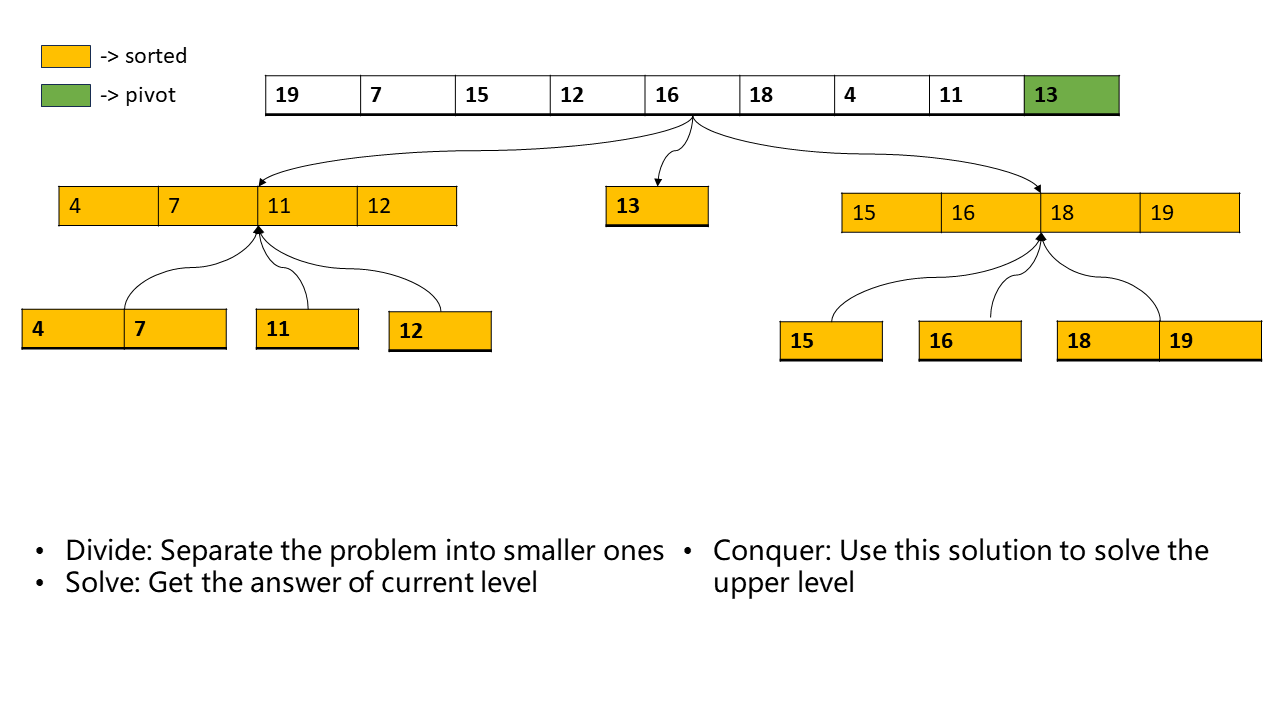 -> sorted
-> pivot
19 7 15 12 16 18 4 11 13
4 7 11 12
13
15 16 18 19
4 7
11
12
15
16
18 19
• Divide: Separate the problem into smaller ones
• Solve: Get the answer of current level
• Conquer: Use this solution to solve the
upper level